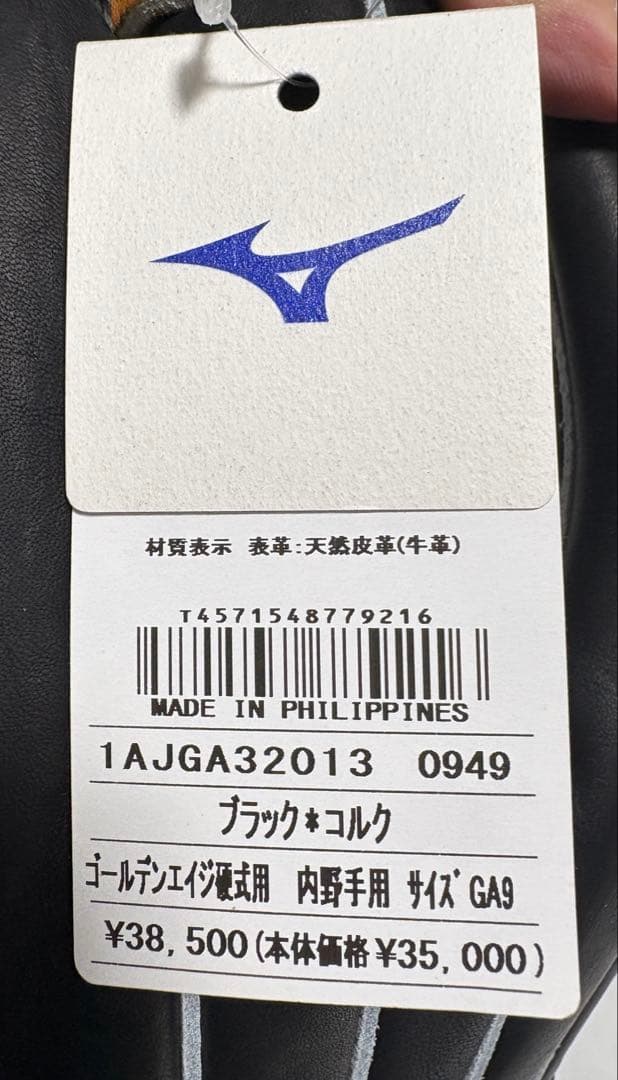 材質表示 表革:天然皮革(牛革)
T4571548779216
MADE IN PHILIPPINES
1AJGA32013 0949
ブラック*コルク
ゴールデンエイジ硬式用 内野手用 サイズGA9
¥38,500(本体価格¥35,000)